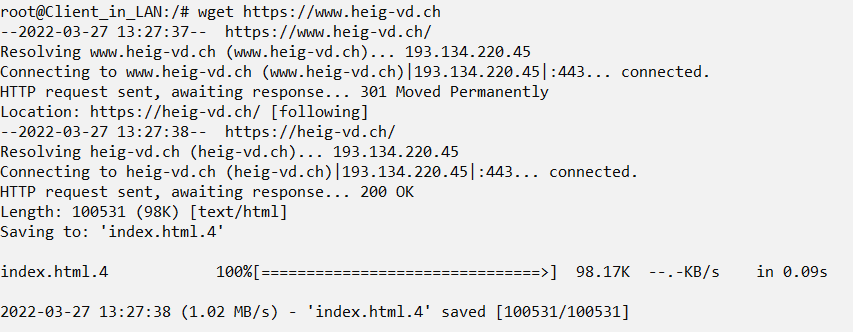 root@Client_in_LAN:/# wget https://www.heig-vd.ch
--2022-03-27 13:27:37--  https://www.heig-vd.ch/
Resolving www.heig-vd.ch (www.heig-vd.ch)... 193.134.220.45
Connecting to www.heig-vd.ch (www.heig-vd.ch)|193.134.220.45|:443... connected.
HTTP request sent, awaiting response... 301 Moved Permanently
Location: https://heig-vd.ch/ [following]
--2022-03-27 13:27:38--  https://heig-vd.ch/
Resolving heig-vd.ch (heig-vd.ch)... 193.134.220.45
Connecting to heig-vd.ch (heig-vd.ch)|193.134.220.45|:443... connected.
HTTP request sent, awaiting response... 200 OK
Length: 100531 (98K) [text/html]
Saving to: 'index.html.4'

index.html.4            100%[===============================>]  98.17K  --.-KB/s    in 0.09s

2022-03-27 13:27:38 (1.02 MB/s) - 'index.html.4' saved [100531/100531]